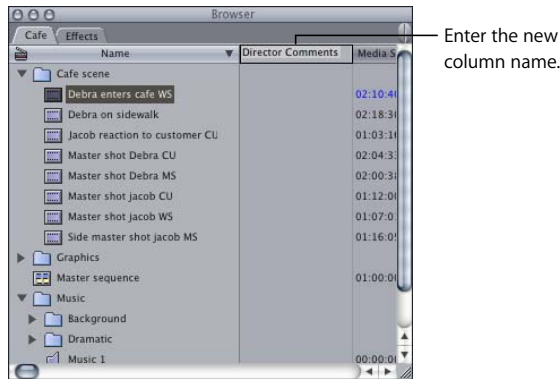 Browser
Cafe Effects
Name Director Comments Media S
Cafe scene
Debra enters cafe WS 02:10:4
Debra on sidewalk 02:18:3
Jacob reaction to customer CU 01:03:1
Master shot Debra CU 02:04:3
Master shot Debra MS 02:00:3
Master shot jacob CU 01:12:0
Master shot jacob WS 01:07:0
Side master shot jacob MS 01:16:0
Graphics
Master sequence 01:00:0
Music
Background
Dramatic
Music 1 00:00:0
Enter the new
column name.